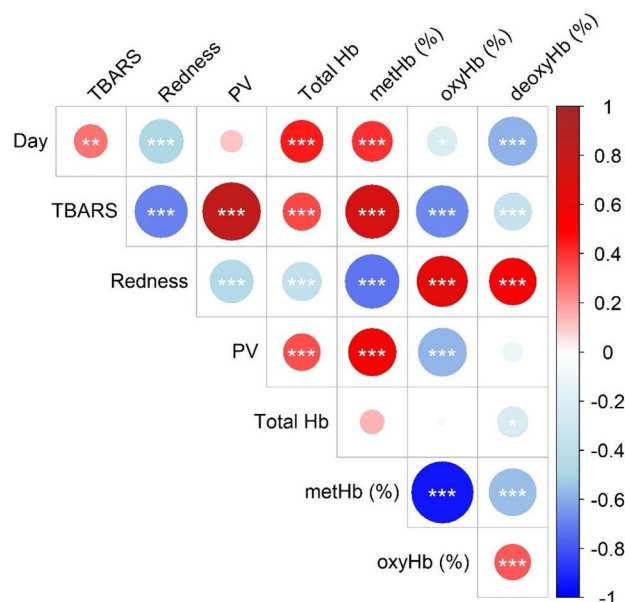 TBARS Redness PV Total Hb metHb (%) oxyHb (%) deoxyHb (%)
Day ** *** *** *** * *** 1
0.8
TBARS *** *** *** *** *** ***
0.6
0.4
Redness *** *** *** *** ***
0.2
PV *** *** *** 0
-0.2
Total Hb *
-0.4
metHb (%) *** ***
-0.6
oxyHb (%) ***
-0.8
-1